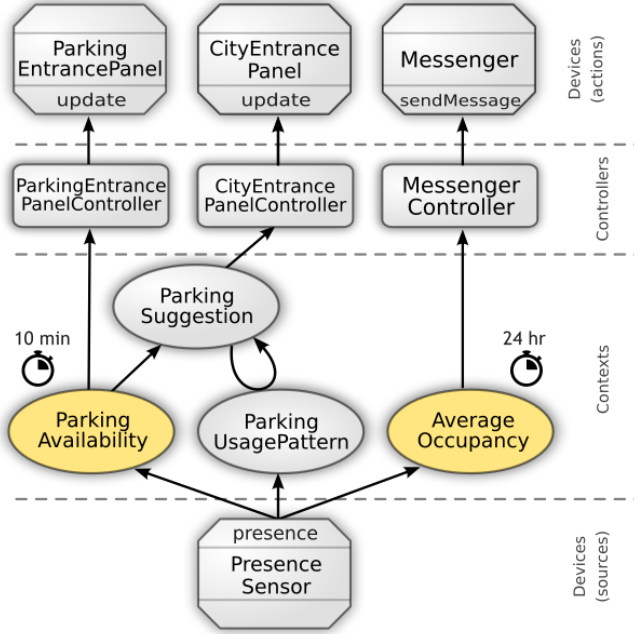 Parking
EntrancePanel
update
CityEntrance
Panel
update
Messenger
sendMessage
Devices
(actions)
ParkingEntrance
PanelController
CityEntrance
PanelController
Messenger
Controller
Controllers
Parking
Suggestion
10 min
24 hr
Contexts
Parking
Availability
Parking
UsagePattern
Average
Occupancy
presence
Presence
Sensor
Devices
(sources)